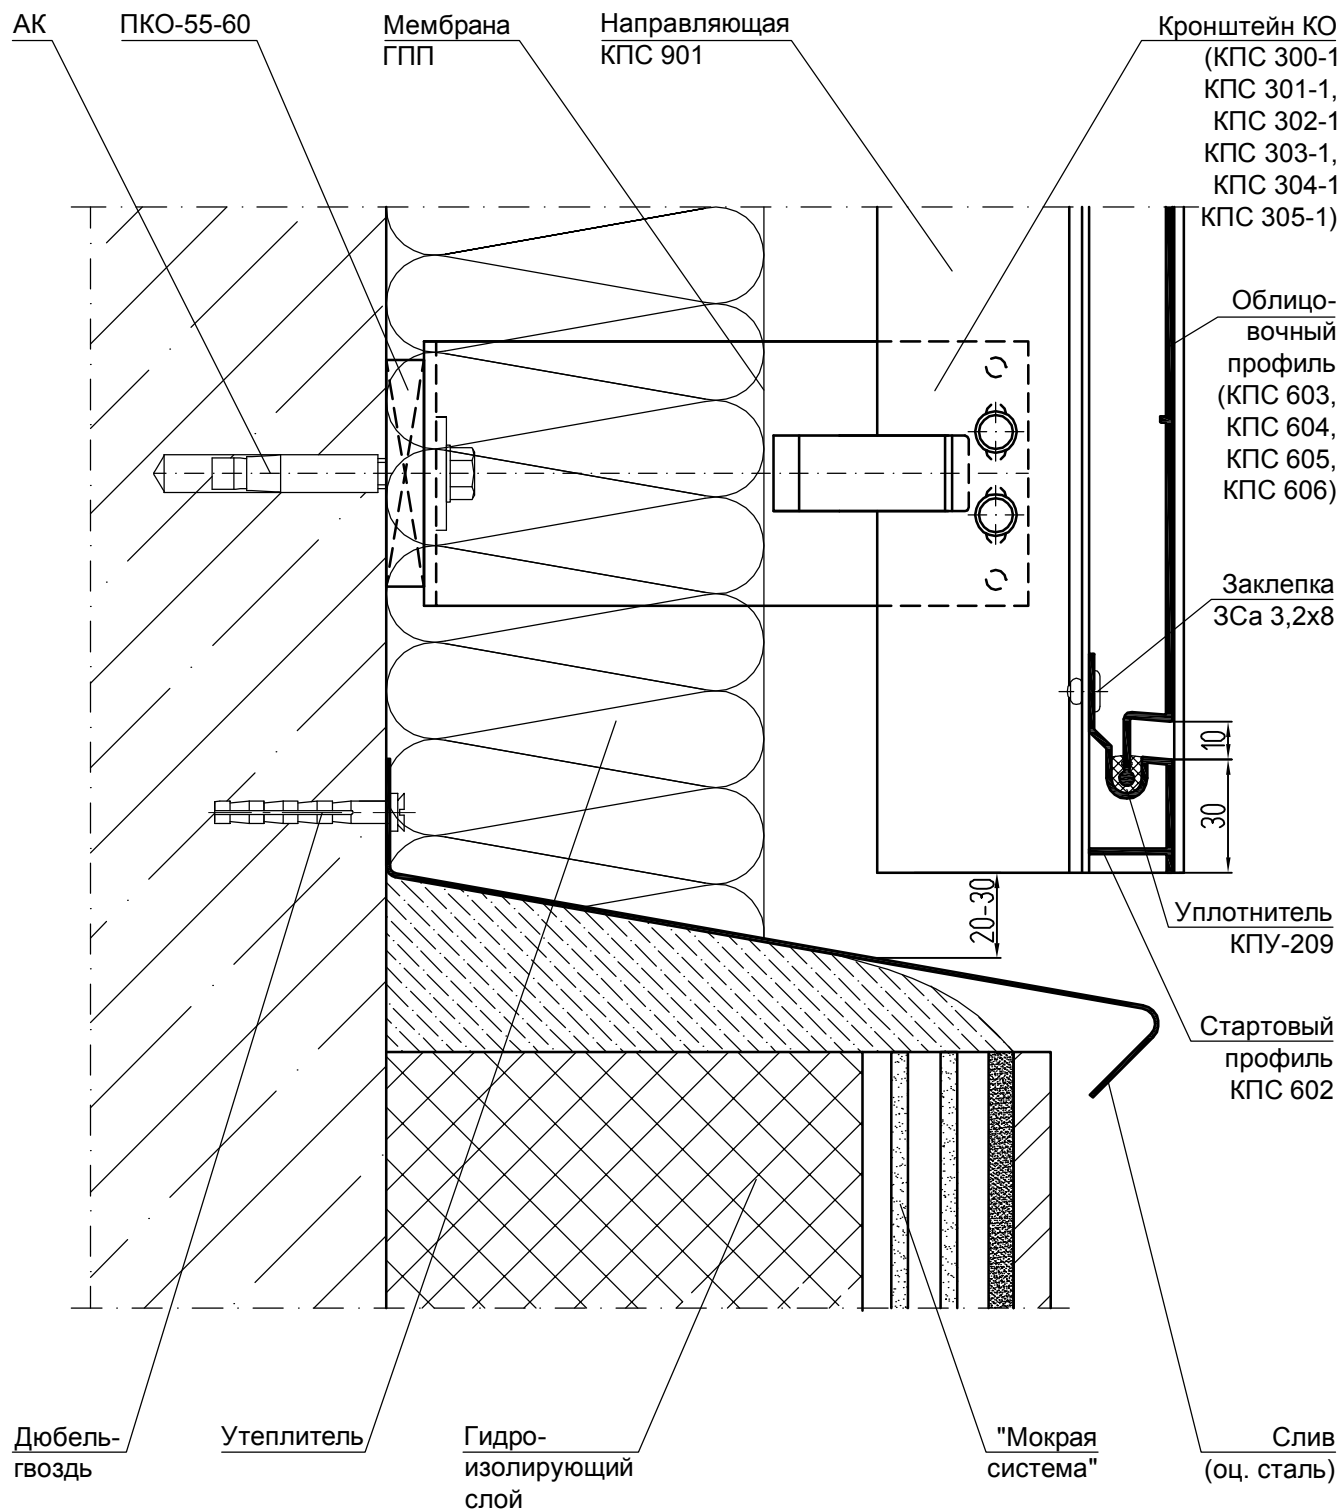 АК
ПКО-55-60
Мембрана
ГПП
Направляющая
КПС 901
Кронштейн КО
(КПС 300-1
КПС 301-1,
КПС 302-1
КПС 303-1,
КПС 304-1
КПС 305-1)
Облицо-
вочный
профиль
(КПС 603,
КПС 604,
КПС 605,
КПС 606)
Заклепка
ЗСа 3,2х8
10
30
20-30
Уплотнитель
КПУ-209
Стартовый
профиль
КПС 602
Дюбель-
гвоздь
Утеплитель
Гидро-
изолирующий
слой
"Мокрая
система"
Слив
(оц. сталь)